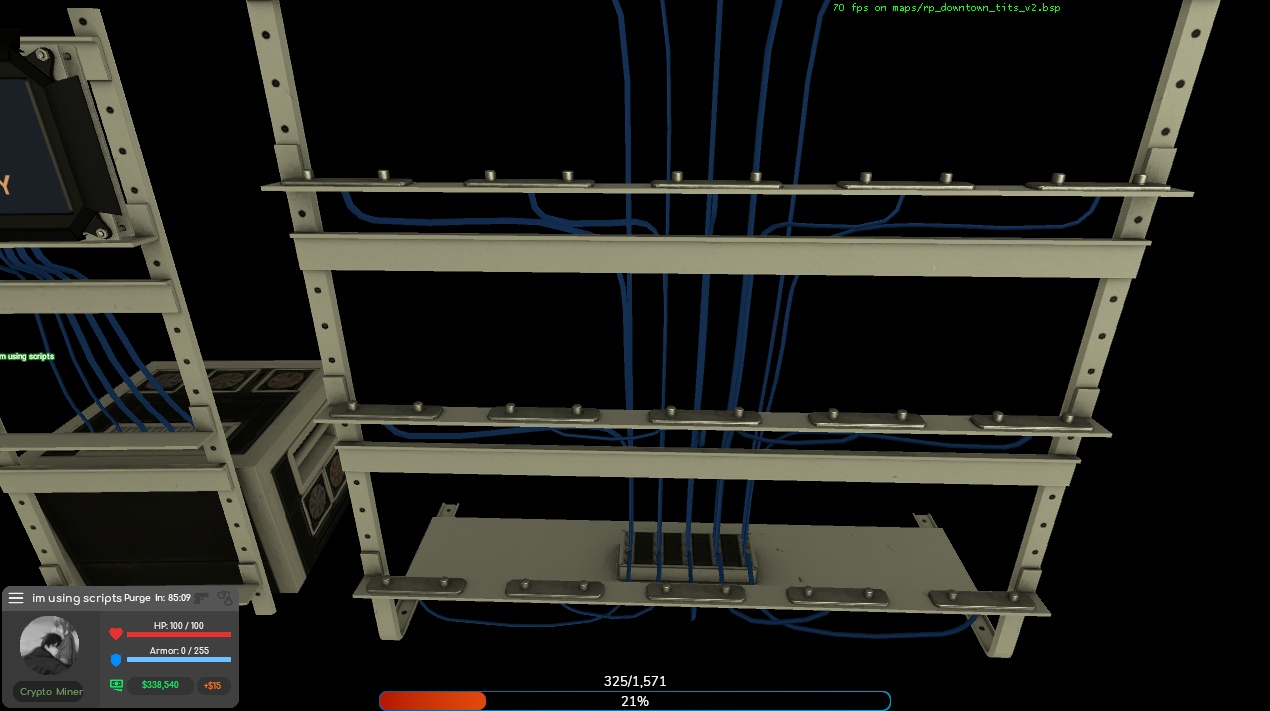 70 fps on maps/rp_downtown_tits_v2.bsp
Y
m using scripts
im using scripts Purge In: 85:09
HP: 100 / 100
Armor: 0 / 255
Crypto Miner
$338,540
+$15
325/1,571
21%